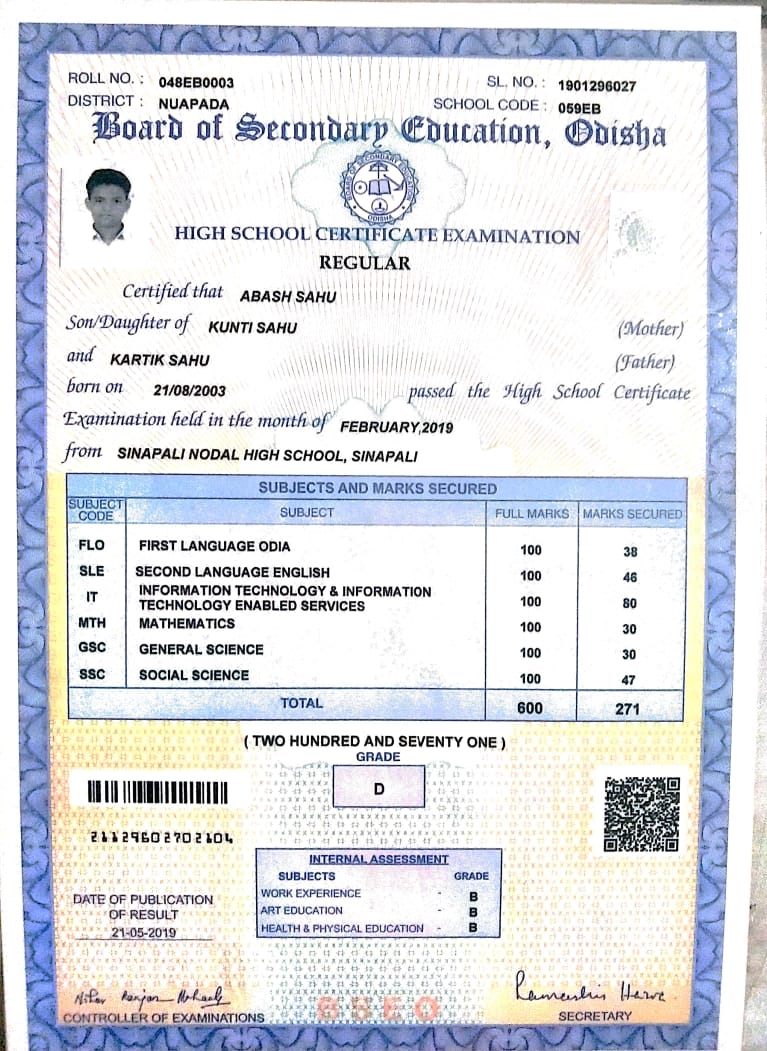 ROLL NO. : 048EB0003 SL. NO. : 1901296027
DISTRICT : NUAPADA SCHOOL CODE : 059EB
Board of Secondary Education, Odisha
BOARD OF SECONDARY EDUCATION
ODISHA
HIGH SCHOOL CERTIFICATE EXAMINATION
REGULAR
Certified that ABASH SAHU
Son/Daughter of KUNTI SAHU (Mother)
and KARTIK SAHU (Father)
born on 21/08/2003 passed the High School Certificate
Examination held in the month of FEBRUARY,2019
from SINAPALI NODAL HIGH SCHOOL, SINAPALI
SUBJECTS AND MARKS SECURED
SUBJECT CODE SUBJECT FULL MARKS MARKS SECURED
FLO FIRST LANGUAGE ODIA 100 38
SLE SECOND LANGUAGE ENGLISH 100 46
IT INFORMATION TECHNOLOGY & INFORMATION
TECHNOLOGY ENABLED SERVICES 100 80
MTH MATHEMATICS 100 30
GSC GENERAL SCIENCE 100 30
SSC SOCIAL SCIENCE 100 47
TOTAL 600 271
( TWO HUNDRED AND SEVENTY ONE )
GRADE
D
21129602702604
INTERNAL ASSESSMENT
SUBJECTS GRADE
WORK EXPERIENCE - B
ART EDUCATION - B
HEALTH & PHYSICAL EDUCATION - B
DATE OF PUBLICATION
OF RESULT
21-05-2019
CONTROLLER OF EXAMINATIONS
BSEO
SECRETARY